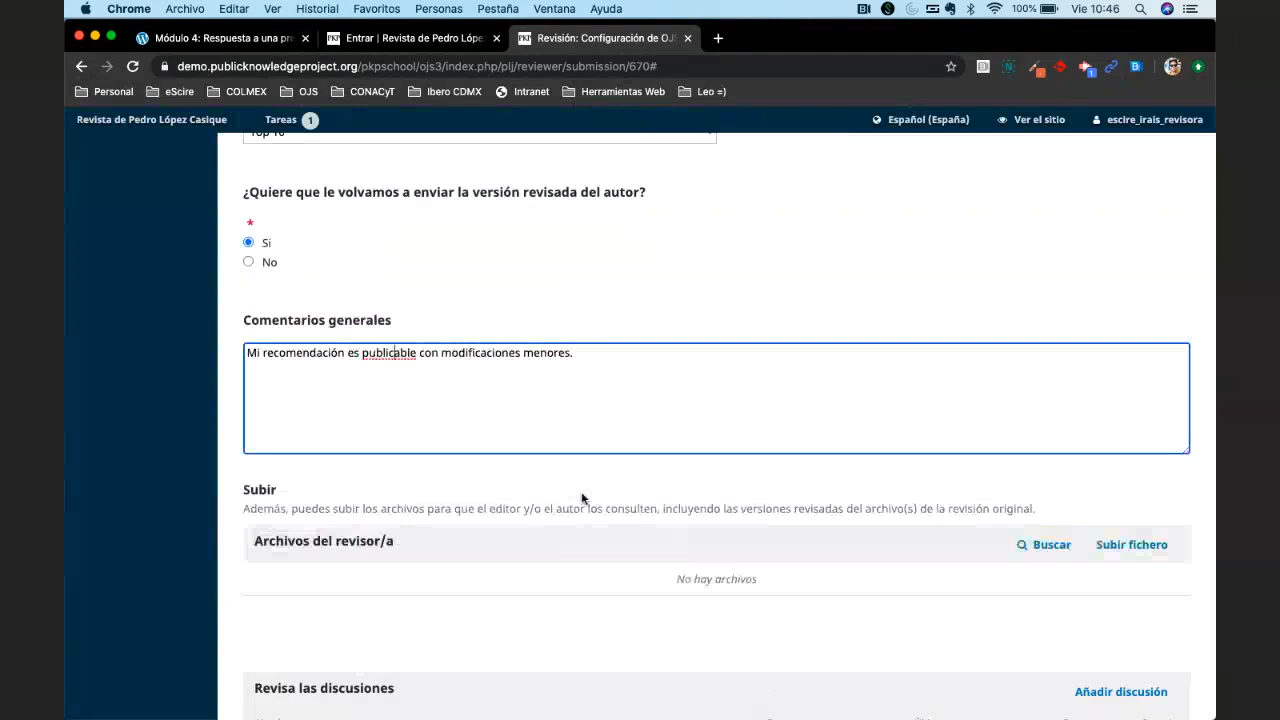 Chrome Archivo Editar Ver Historial Favoritos Personas Pestaña Ventana Ayuda 100% Vie 10:46
Módulo 4: Respuesta a una pre × Entrar | Revista de Pedro Lópe × Revisión: Configuración de OJS × +
demo.publicknowledgeproject.org/pkpschool/ojs3/index.php/plj/reviewer/submission/670#
Personal eScire COLMEX OJS CONACyT Ibero CDMX Intranet Herramientas Web Leo =)
Revista de Pedro López Casique Tareas 1 Español (España) Ver el sitio escire_irais_revisora
¿Quiere que le volvamos a enviar la versión revisada del autor?
*
Si
No
Comentarios generales
Mi recomendación es publicable con modificaciones menores.
Subir
Además, puedes subir los archivos para que el editor y/o el autor los consulten, incluyendo las versiones revisadas del archivo(s) de la revisión original.
Archivos del revisor/a Buscar Subir fichero
No hay archivos
Revisa las discusiones Añadir discusión